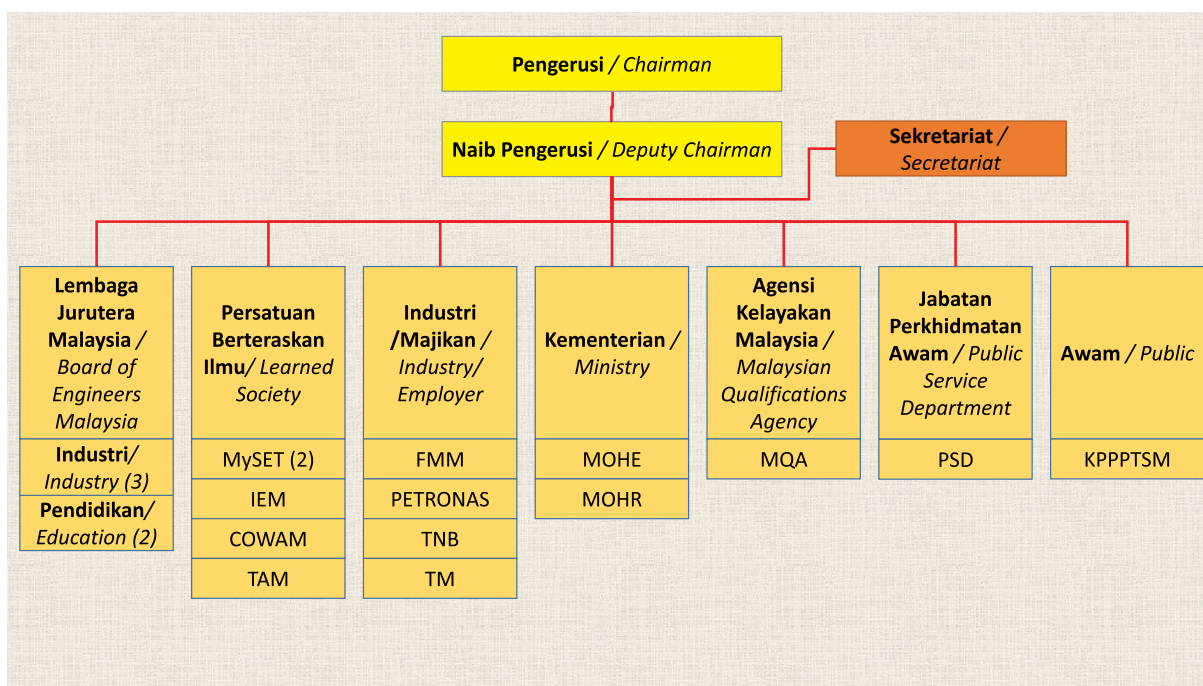 Pengerusi / Chairman
Naib Pengerusi / Deputy Chairman
Sekretariat /
Secretariat
Lembaga
Jurutera
Malaysia /
Board of
Engineers
Malaysia
Industri/
Industry (3)
Pendidikan/
Education (2)
Persatuan
Berteraskan
Ilmu/ Learned
Society
MySET (2)
IEM
COWAM
TAM
Industri
/Majikan /
Industry/
Employer
FMM
PETRONAS
TNB
TM
Kementerian /
Ministry
MOHE
MOHR
Agensi
Kelayakan
Malaysia /
Malaysian
Qualifications
Agency
MQA
Jabatan
Perkhidmatan
Awam / Public
Service
Department
PSD
Awam / Public
KPPPTSM